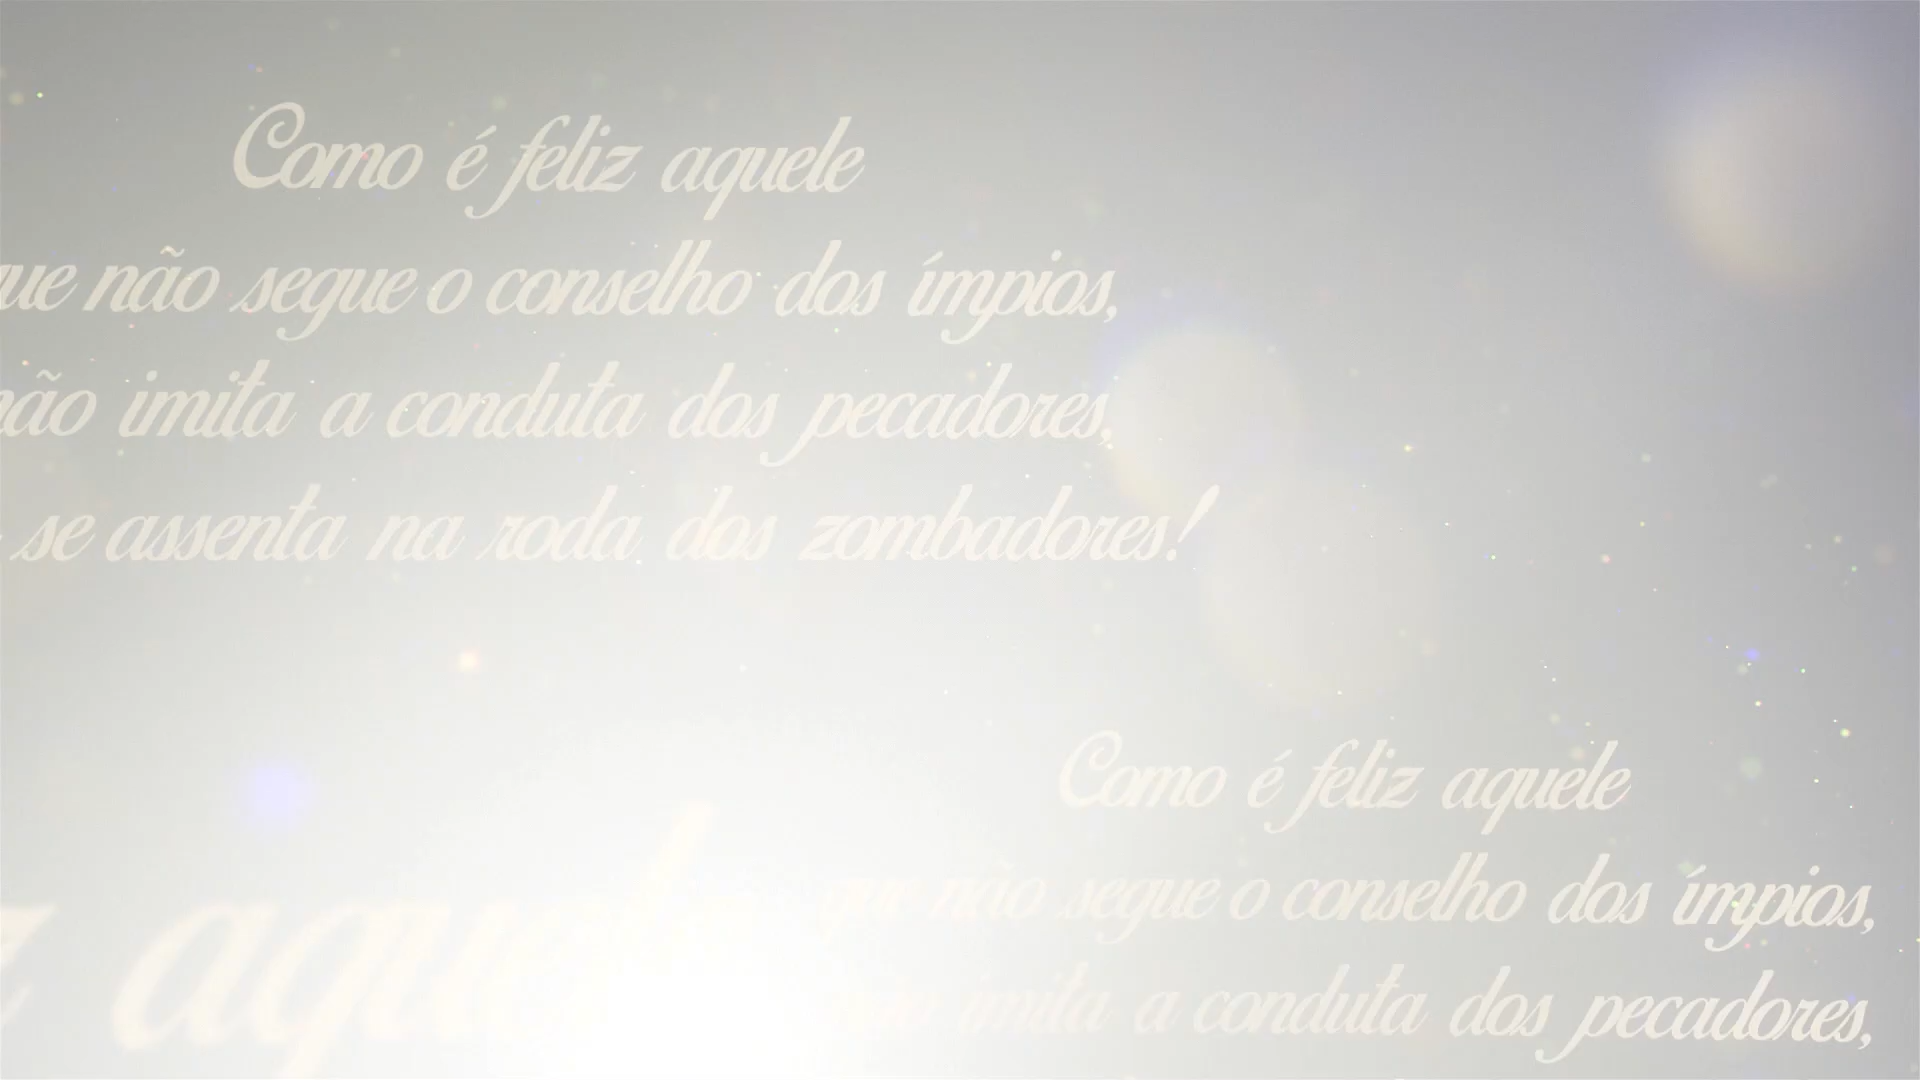 Como é feliz aquele
não segue o conselho dos ímpios,
imita a conduta dos pecadores,
se assenta na roda dos zombadores!
Como é feliz aquele
que não segue o conselho dos ímpios,
imita a conduta dos pecadores,